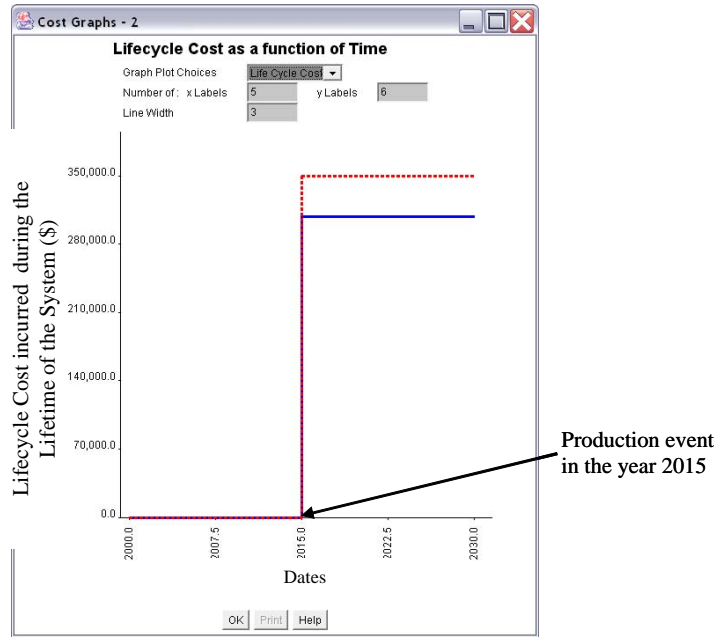 Cost Graphs - 2
Lifecycle Cost as a function of Time
Graph Plot Choices Life Cycle Cost
Number of: x Labels 5 y Labels 6
Line Width 3
Lifecycle Cost incurred during the
Lifetime of the System ($)
350,000.0
280,000.0
210,000.0
140,000.0
70,000.0
0.0
2000.0 2007.5 2015.0 2022.5 2030.0
Dates
Production event
in the year 2015
OK Print Help